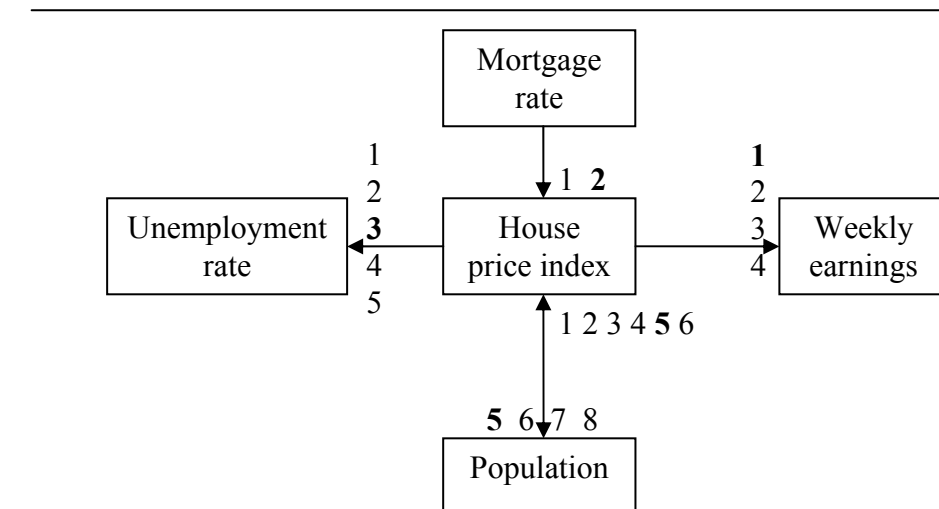 Mortgage
rate
1 2
1
2
3
4
5
1
2
3
4
Unemployment
rate
House
price index
Weekly
earnings
1 2 3 4 5 6
5 6 7 8
Population